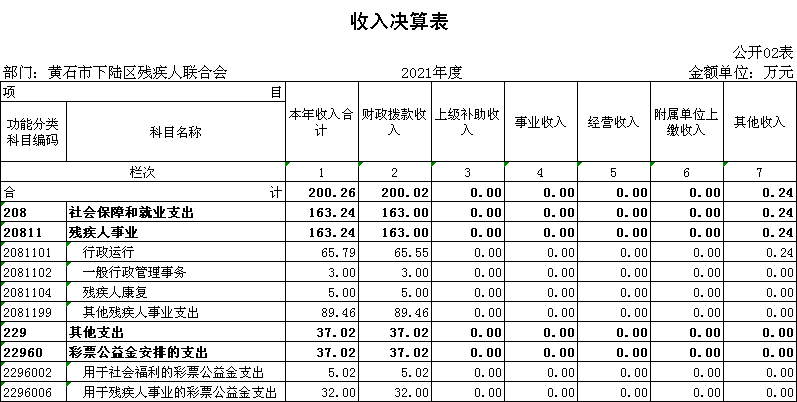 收入决算表
公开02表
部门：黄石市下陆区残疾人联合会 2021年度 金额单位：万元
项 目 本年收入合计 财政拨款收入 上级补助收入 事业收入 经营收入 附属单位上缴收入 其他收入
功能分类科目编码 科目名称
栏次 1 2 3 4 5 6 7
合 计 200.26 200.02 0.00 0.00 0.00 0.00 0.24
208 社会保障和就业支出 163.24 163.00 0.00 0.00 0.00 0.00 0.24
20811 残疾人事业 163.24 163.00 0.00 0.00 0.00 0.00 0.24
2081101 行政运行 65.79 65.55 0.00 0.00 0.00 0.00 0.24
2081102 一般行政管理事务 3.00 3.00 0.00 0.00 0.00 0.00 0.00
2081104 残疾人康复 5.00 5.00 0.00 0.00 0.00 0.00 0.00
2081199 其他残疾人事业支出 89.46 89.46 0.00 0.00 0.00 0.00 0.00
229 其他支出 37.02 37.02 0.00 0.00 0.00 0.00 0.00
22960 彩票公益金安排的支出 37.02 37.02 0.00 0.00 0.00 0.00 0.00
2296002 用于社会福利的彩票公益金支出 5.02 5.02 0.00 0.00 0.00 0.00 0.00
2296006 用于残疾人事业的彩票公益金支出 32.00 32.00 0.00 0.00 0.00 0.00 0.00